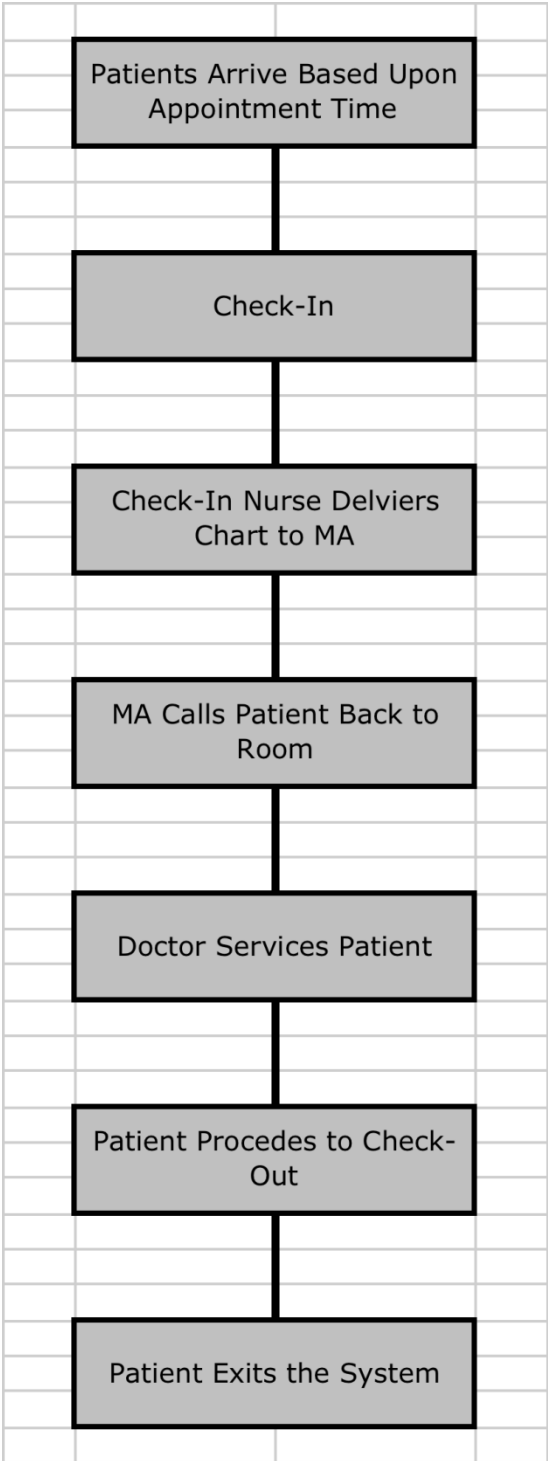 Patients Arrive Based Upon
Appointment Time
Check-In
Check-In Nurse Delviers
Chart to MA
MA Calls Patient Back to
Room
Doctor Services Patient
Patient Procedes to Check-
Out
Patient Exits the System